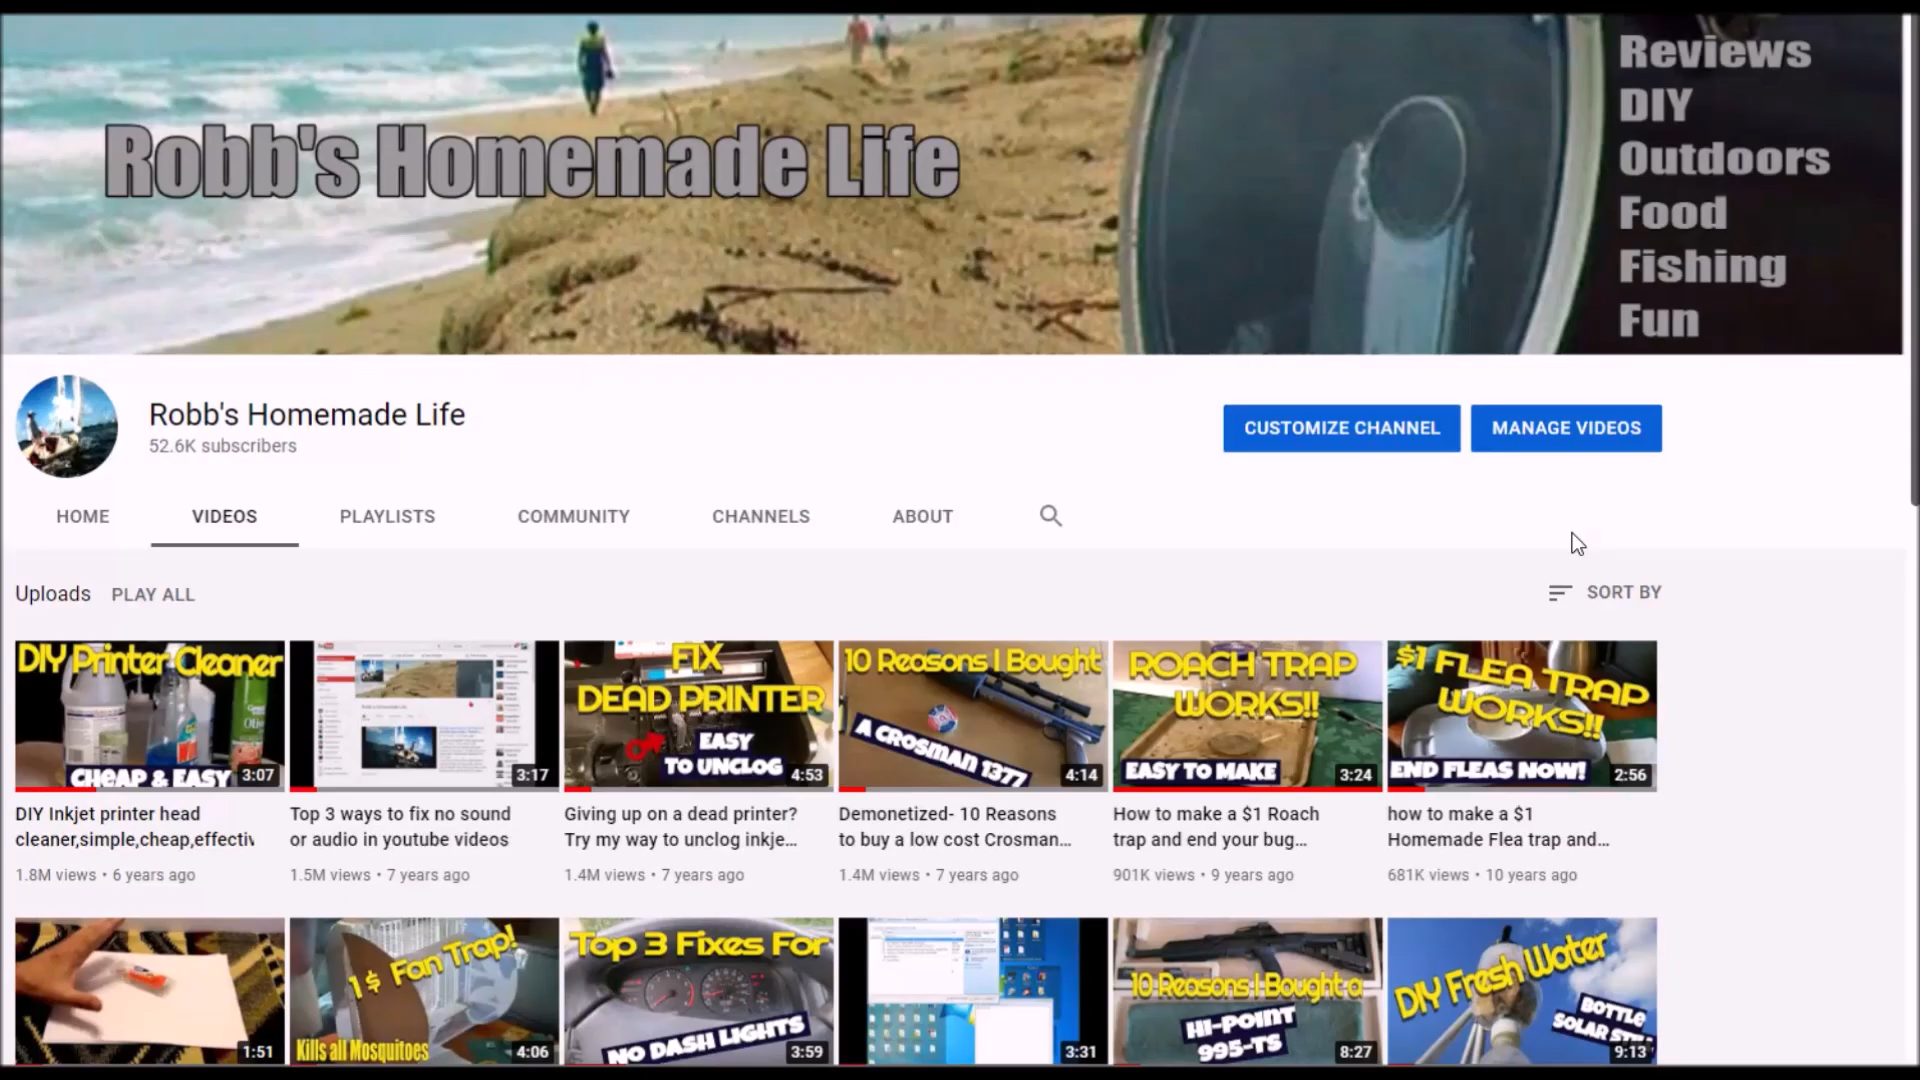 Robb's Homemade Life
Reviews
DIY
Outdoors
Food
Fishing
Fun
Robb's Homemade Life
52.6K subscribers
CUSTOMIZE CHANNEL
MANAGE VIDEOS
HOME
VIDEOS
PLAYLISTS
COMMUNITY
CHANNELS
ABOUT
Uploads
PLAY ALL
SORT BY
DIY Printer Cleaner
CHEAP & EASY
3:07
3:17
FIX
DEAD PRINTER
EASY
TO UNCLOG
4:53
10 Reasons I Bought
A CROSMAN 1377
4:14
ROACH TRAP
WORKS!!
EASY TO MAKE
3:24
$1 FLEA TRAP
WORKS!!
END FLEAS NOW!
2:56
DIY Inkjet printer head
cleaner,simple,cheap,effectiv
1.8M views • 6 years ago
Top 3 ways to fix no sound
or audio in youtube videos
1.5M views • 7 years ago
Giving up on a dead printer?
Try my way to unclog inkje...
1.4M views • 7 years ago
Demonetized- 10 Reasons
to buy a low cost Crosman...
1.4M views • 7 years ago
How to make a $1 Roach
trap and end your bug...
901K views • 9 years ago
how to make a $1
Homemade Flea trap and...
681K views • 10 years ago
1:51
1$ Fan Trap!
Kills all Mosquitoes
4:06
Top 3 Fixes For
NO DASH LIGHTS
3:59
3:31
10 Reasons I Bought a
HI-POINT
995-TS
8:27
DIY Fresh Water
BOTTLE
SOLAR
9:13